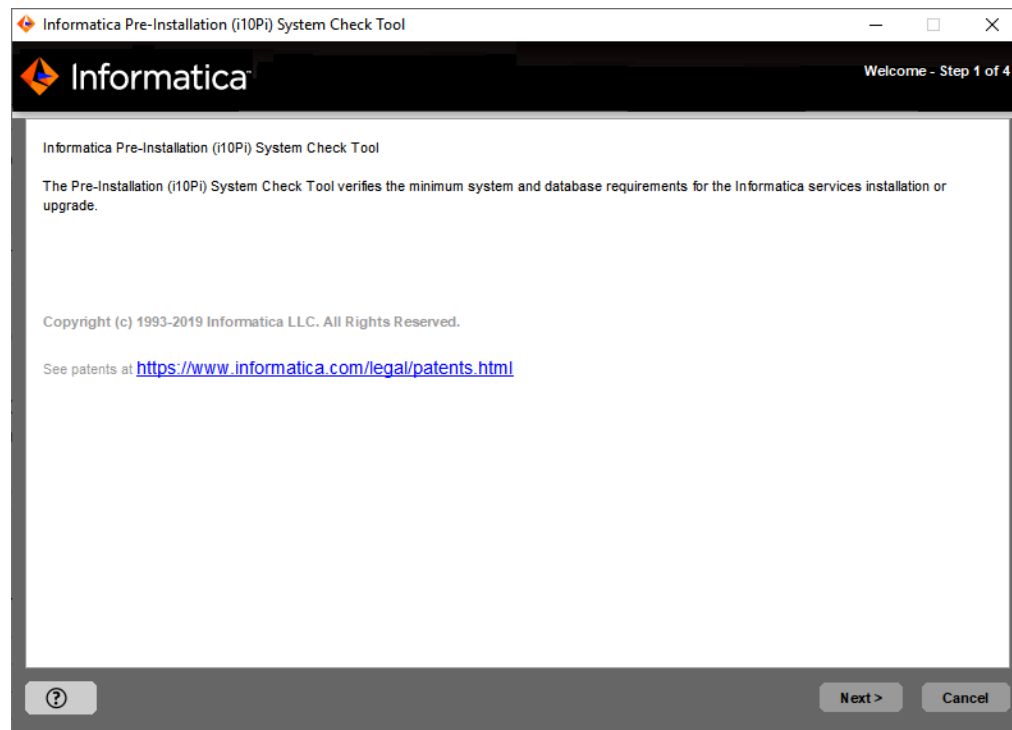 Informatica Pre-Installation (i10Pi) System Check Tool
Informatica
Welcome - Step 1 of 4
Informatica Pre-Installation (i10Pi) System Check Tool
The Pre-Installation (i10Pi) System Check Tool verifies the minimum system and database requirements for the Informatica services installation or
upgrade.
Copyright (c) 1993-2019 Informatica LLC. All Rights Reserved.
See patents at https://www.informatica.com/legal/patents.html
?
Next >
Cancel